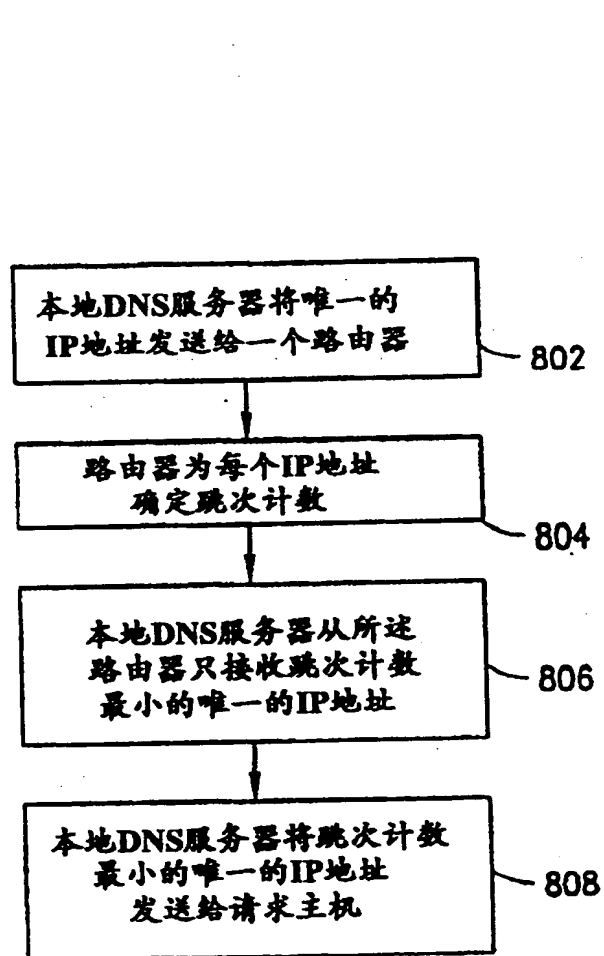 本地DNS服务器将唯一的
IP地址发送给一个路由器
802
路由器为每个IP地址
确定跳次计数
804
本地DNS服务器从所述
路由器只接收跳次计数
最小的唯一的IP地址
806
本地DNS服务器将跳次计数
最小的唯一的IP地址
发送给请求主机
808